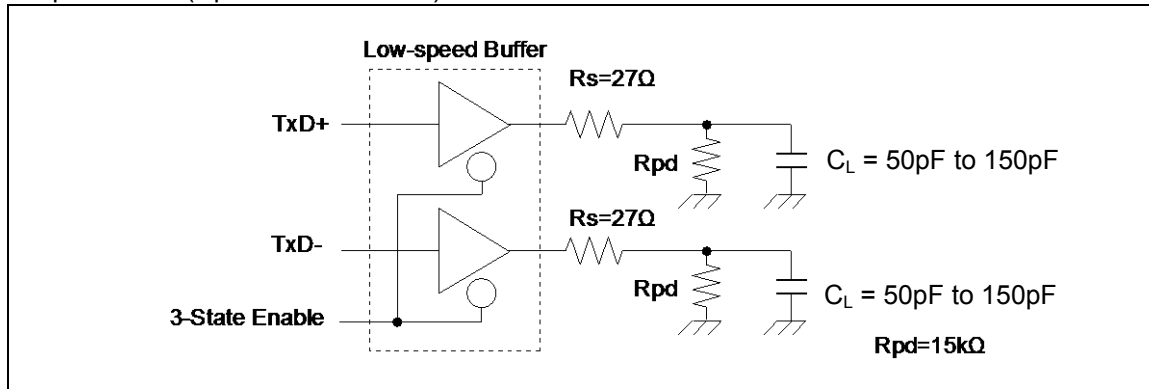 Low-speed Buffer
Rs=27Ω
TxD+
Rpd
CL = 50pF to 150pF
Rs=27Ω
TxD-
Rpd
CL = 50pF to 150pF
3-State Enable
Rpd=15kΩ